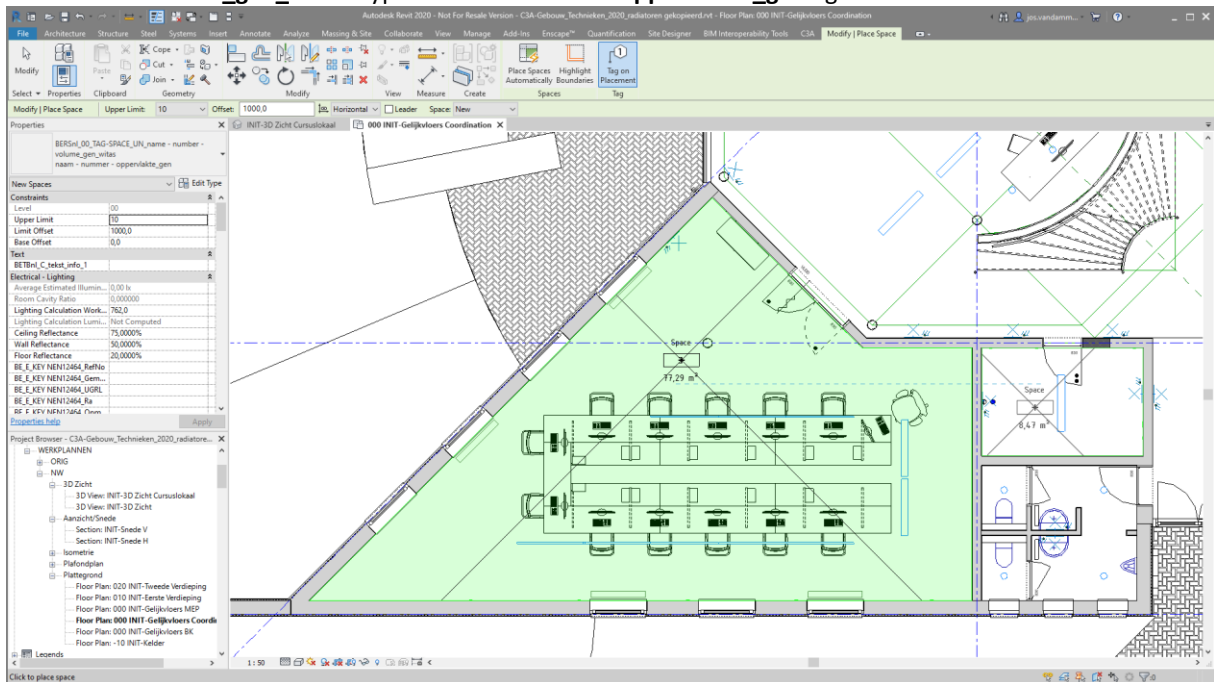 Autodesk Revit 2020 - Not For Resale Version - C3A-Gebouw_Technieken_2020_radiatoren gekopieerd.rvt - Floor Plan: 000 INIT-Gelijkvloers Coordination
jos.vandamm...
File Architecture Structure Steel Systems Insert Annotate Analyze Massing & Site Collaborate View Manage Add-Ins Enscape™ Quantification Site Designer BIM Interoperability Tools C3A Modify | Place Space
Modify
Paste
Cope
Cut
Join
Place Spaces Automatically
Highlight Boundaries
Tag on Placement
Select Properties Clipboard Geometry Modify View Measure Create Spaces Tag
Modify | Place Space Upper Limit: 10 Offset: 1000,0 Horizontal Leader Space: New
Properties
INIT-3D Zicht Cursuslokaal
000 INIT-Gelijkvloers Coordination
BERSnl_00_TAG-SPACE_UN_name - number -
volume_gen_witas
naam - nummer - oppervlakte_gen
New Spaces Edit Type
Constraints
Level 00
Upper Limit 10
Limit Offset 1000,0
Base Offset 0,0
Text
BETBnl_C_tekst_info_1
Electrical - Lighting
Average Estimated Illumin... 0,00 lx
Room Cavity Ratio 0,000000
Lighting Calculation Work... 762,0
Lighting Calculation Lumi... Not Computed
Ceiling Reflectance 75,0000%
Wall Reflectance 50,0000%
Floor Reflectance 20,0000%
BE_E_KEY NEN12464_RefNo
BE_E_KEY NEN12464_Gem...
BE_E_KEY NEN12464_UGRL
BE_E_KEY NEN12464_Ra
BE_E_KEY NEN12464_Opm
Properties help Apply
Project Browser - C3A-Gebouw_Technieken_2020_radiatore...
WERKPLANNEN
ORIG
NW
3D Zicht
3D View: INIT-3D Zicht Cursuslokaal
3D View: INIT-3D Zicht
Aanzicht/Snede
Section: INIT-Snede V
Section: INIT-Snede H
Isometrie
Plafondplan
Plattegrond
Floor Plan: 020 INIT-Tweede Verdieping
Floor Plan: 010 INIT-Eerste Verdieping
Floor Plan: 000 INIT-Gelijkvloers MEP
Floor Plan: 000 INIT-Gelijkvloers Coordi
Floor Plan: 000 INIT-Gelijkvloers BK
Floor Plan: -10 INIT-Kelder
Legends
Space
77,29 m²
Space
8,47 m²
1 : 50
Click to place space